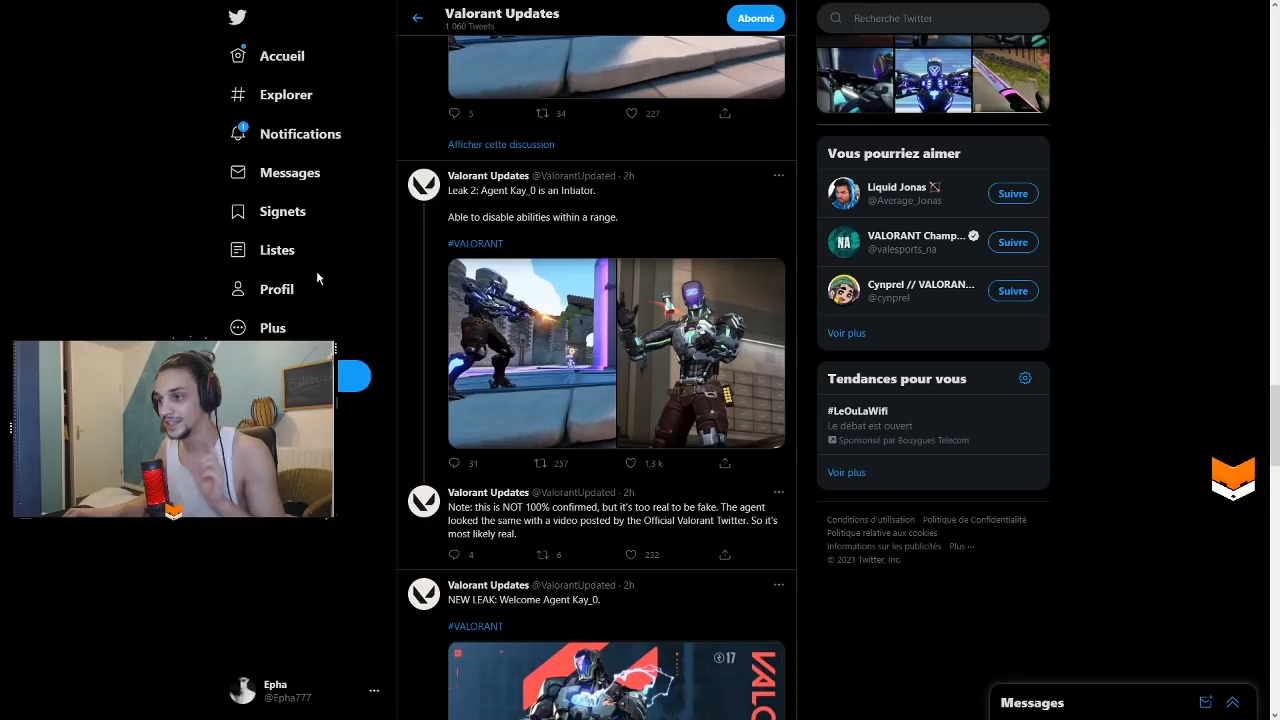 Accueil
Explorer
1
Notifications
Messages
Signets
Listes
Profil
Plus
Epha
@Epha777
Valorant Updates
1 060 Tweets
Abonné
5
34
227
Afficher cette discussion
Valorant Updates @ValorantUpdated · 2h
Leak 2: Agent Kay_0 is an Intiator.
Able to disable abilities within a range.
#VALORANT
31
257
1,3 k
Valorant Updates @ValorantUpdated · 2h
Note: this is NOT 100% confirmed, but it's too real to be fake. The agent
looked the same with a video posted by the Official Valorant Twitter. So it's
most likely real.
4
6
232
Valorant Updates @ValorantUpdated · 2h
NEW LEAK: Welcome Agent Kay_0.
#VALORANT
17
VALO
Recherche Twitter
Vous pourriez aimer
Liquid Jonas
@Average_Jonas
Suivre
NA
VALORANT Champ...
@valesports_na
Suivre
Cynprel // VALORAN...
@cynprel
Suivre
Voir plus
Tendances pour vous
#LeOuLaWifi
Le débat est ouvert
Sponsorisé par Bouygues Telecom
Voir plus
Conditions d'utilisation Politique de Confidentialité
Politique relative aux cookies
Informations sur les publicités Plus ···
© 2021 Twitter, Inc.
Messages